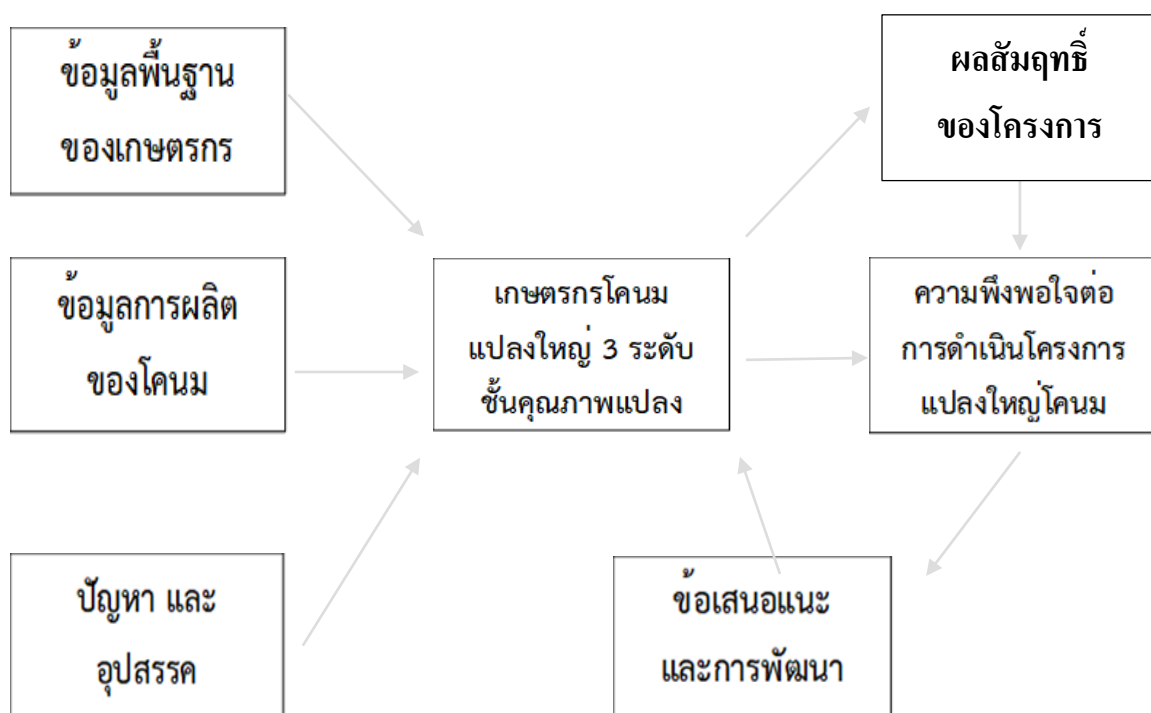 ข้อมูลพื้นฐาน
ของเกษตรกร
ผลสัมฤทธิ์
ของโครงการ
ข้อมูลการผลิต
ของโคนม
เกษตรกรโคนม
แปลงใหญ่ 3 ระดับ
ชั้นคุณภาพแปลง
ความพึงพอใจต่อ
การดำเนินโครงการ
แปลงใหญ่โคนม
ปัญหา และ
อุปสรรค
ข้อเสนอแนะ
และการพัฒนา